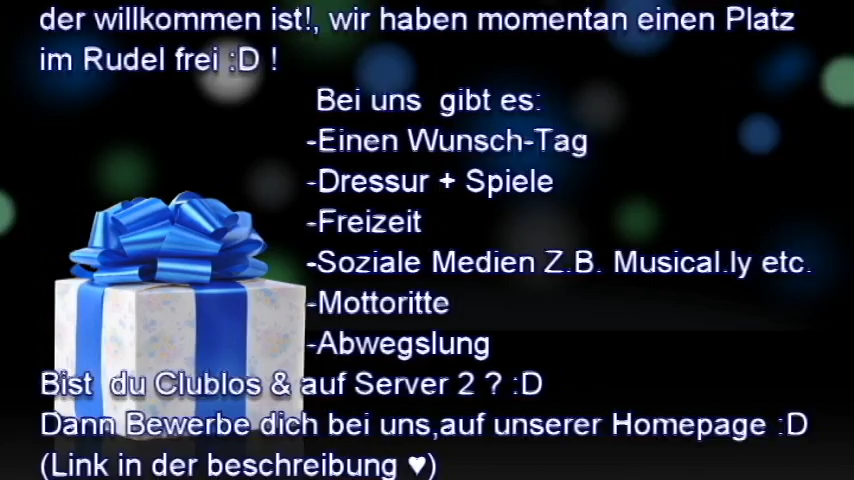 der willkommen ist!, wir haben momentan einen Platz
im Rudel frei :D !
Bei uns gibt es:
-Einen Wunsch-Tag
-Dressur + Spiele
-Freizeit
-Soziale Medien Z.B. Musical.ly etc.
-Mottoritte
-Abwegslung
Bist du Clublos & auf Server 2 ? :D
Dann Bewerbe dich bei uns,auf unserer Homepage :D
(Link in der beschreibung ♥)